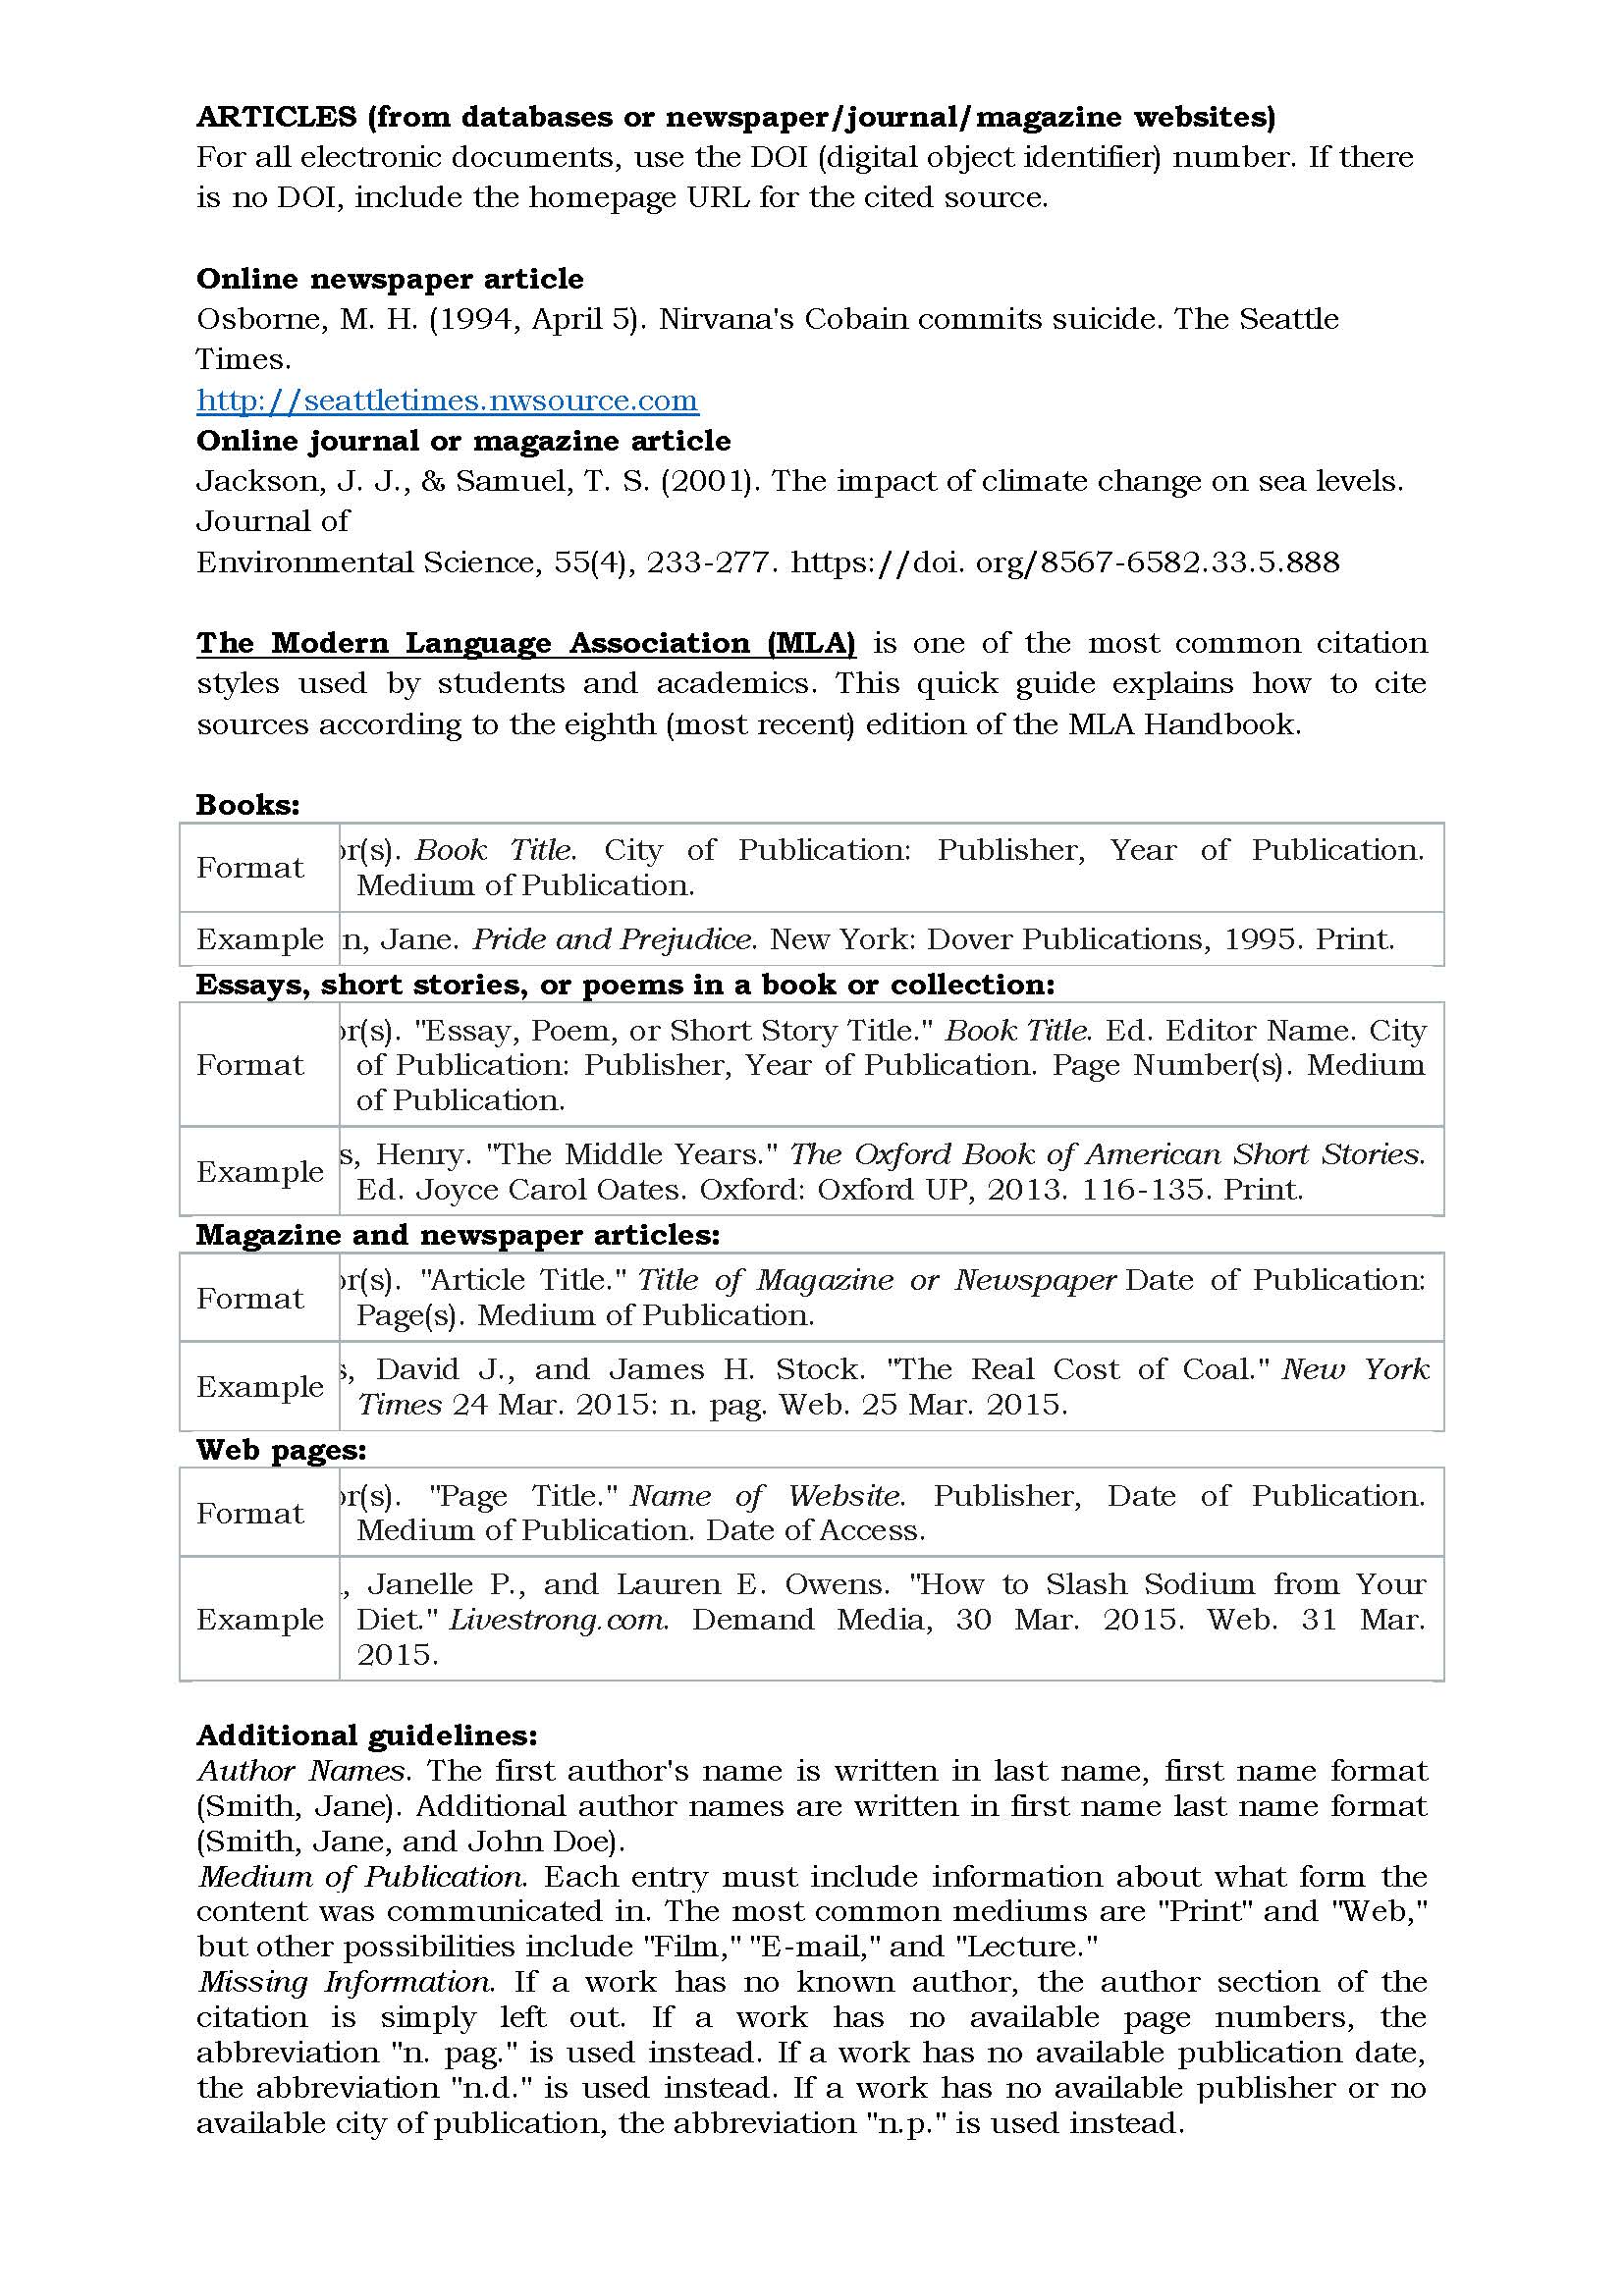 ARTICLES (from databases or newspaper/journal/magazine websites)
For all electronic documents, use the DOI (digital object identifier) number. If there
is no DOI, include the homepage URL for the cited source.
Online newspaper article
Osborne, M. H. (1994, April 5). Nirvana's Cobain commits suicide. The Seattle
Times.
http://seattletimes.nwsource.com
Online journal or magazine article
Jackson, J. J., & Samuel, T. S. (2001). The impact of climate change on sea levels.
Journal of
Environmental Science, 55(4), 233-277. https://doi. org/8567-6582.33.5.888
The Modern Language Association (MLA) is one of the most common citation
styles used by students and academics. This quick guide explains how to cite
sources according to the eighth (most recent) edition of the MLA Handbook.
Books:
Format
r(s). Book Title. City of Publication: Publisher, Year of Publication.
Medium of Publication.
Example
n, Jane. Pride and Prejudice. New York: Dover Publications, 1995. Print.
Essays, short stories, or poems in a book or collection:
Format
r(s). "Essay, Poem, or Short Story Title." Book Title. Ed. Editor Name. City
of Publication: Publisher, Year of Publication. Page Number(s). Medium
of Publication.
Example
s, Henry. "The Middle Years." The Oxford Book of American Short Stories.
Ed. Joyce Carol Oates. Oxford: Oxford UP, 2013. 116-135. Print.
Magazine and newspaper articles:
Format
r(s). "Article Title." Title of Magazine or Newspaper Date of Publication:
Page(s). Medium of Publication.
Example
s, David J., and James H. Stock. "The Real Cost of Coal." New York
Times 24 Mar. 2015: n. pag. Web. 25 Mar. 2015.
Web pages:
Format
r(s). "Page Title." Name of Website. Publisher, Date of Publication.
Medium of Publication. Date of Access.
Example
, Janelle P., and Lauren E. Owens. "How to Slash Sodium from Your
Diet." Livestrong.com. Demand Media, 30 Mar. 2015. Web. 31 Mar.
2015.
Additional guidelines:
Author Names. The first author's name is written in last name, first name format
(Smith, Jane). Additional author names are written in first name last name format
(Smith, Jane, and John Doe).
Medium of Publication. Each entry must include information about what form the
content was communicated in. The most common mediums are "Print" and "Web,"
but other possibilities include "Film," "E-mail," and "Lecture."
Missing Information. If a work has no known author, the author section of the
citation is simply left out. If a work has no available page numbers, the
abbreviation "n. pag." is used instead. If a work has no available publication date,
the abbreviation "n.d." is used instead. If a work has no available publisher or no
available city of publication, the abbreviation "n.p." is used instead.